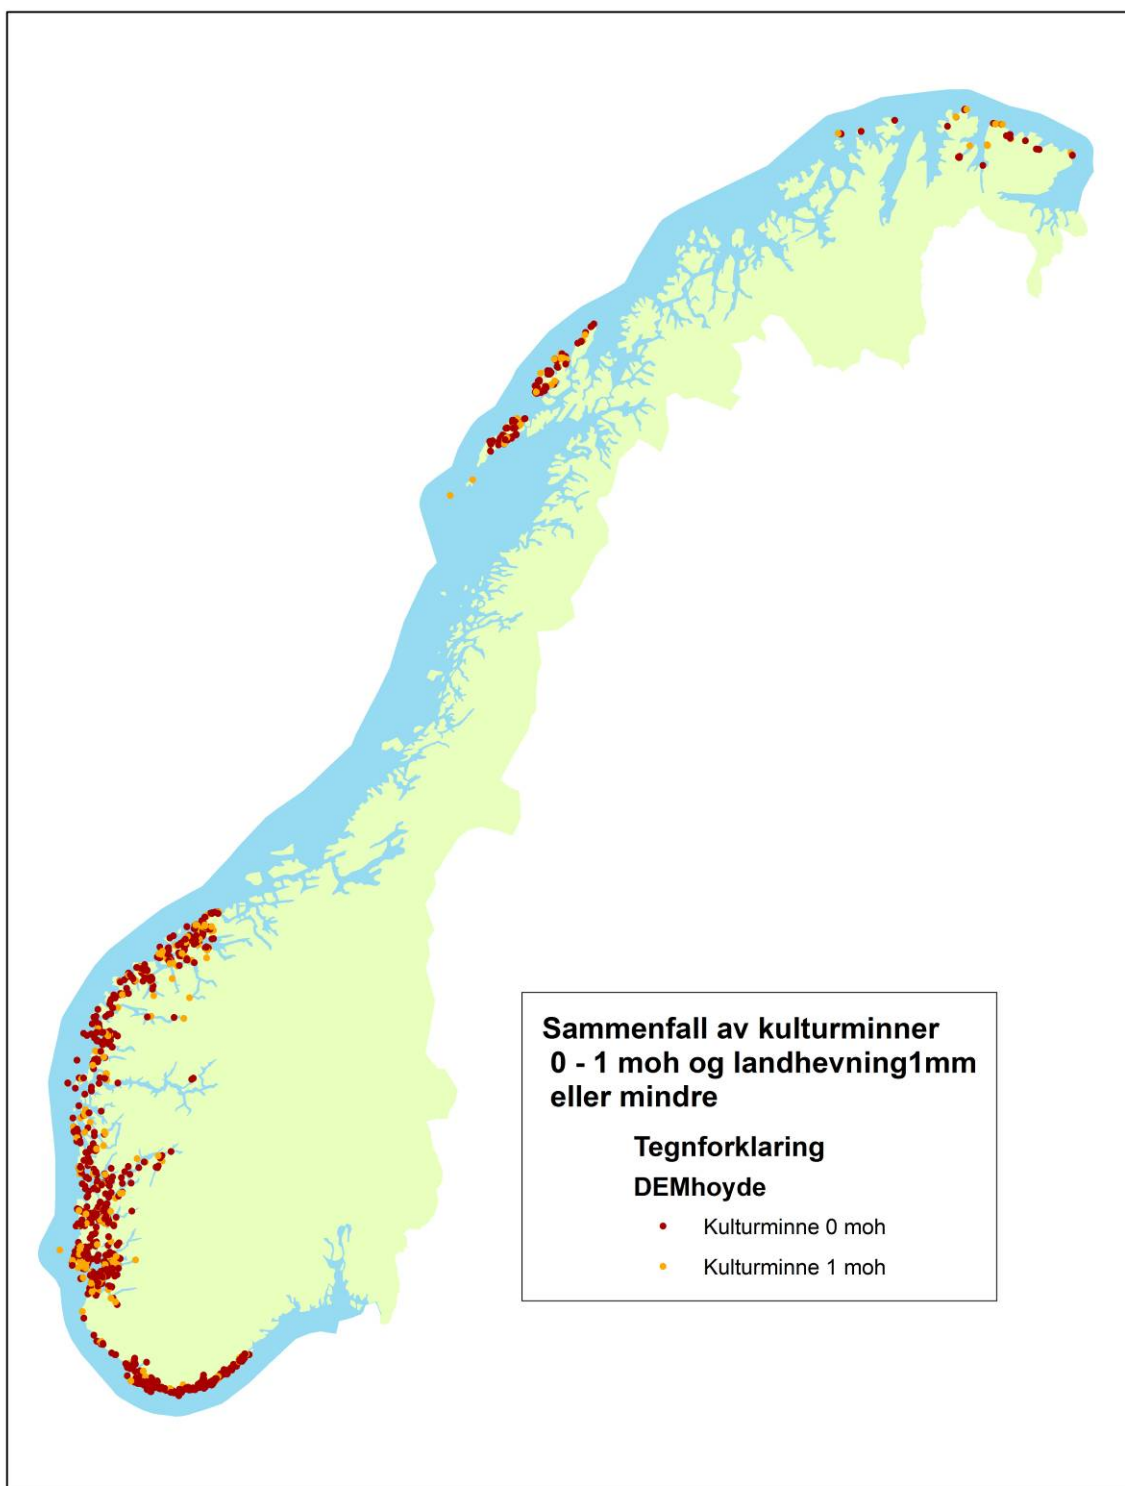 Sammenfall av kulturminner
0 - 1 moh og landhevning1mm
eller mindre
Tegnforklaring
DEMhoyde
Kulturminne 0 moh
Kulturminne 1 moh